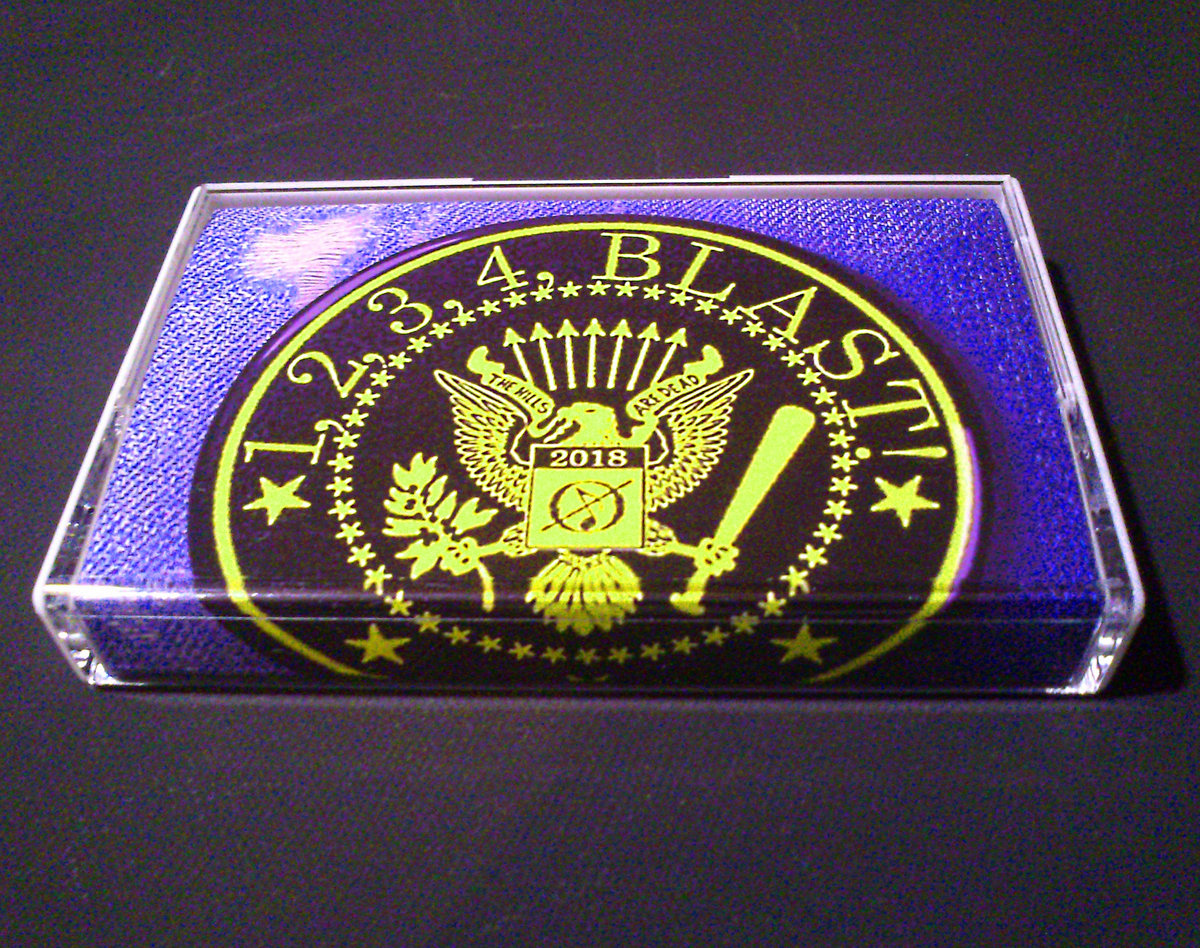 1, 2, 3, 4, BLAST!
THE HILLS
ARE DEAD
2018